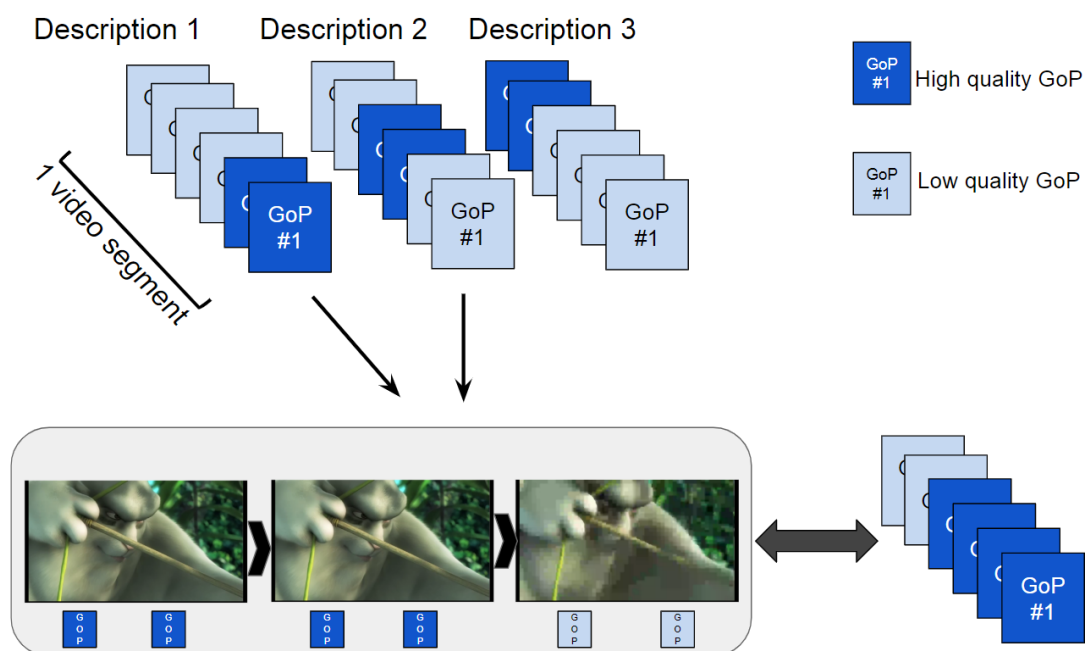 Description 1
Description 2
Description 3
GoP
#1
High quality GoP
GoP
#1
Low quality GoP
1 video segment
GoP
#1
GoP
#1
GoP
#1
G
O
P
G
O
P
G
O
P
G
O
P
G
O
P
G
O
P
GoP
#1